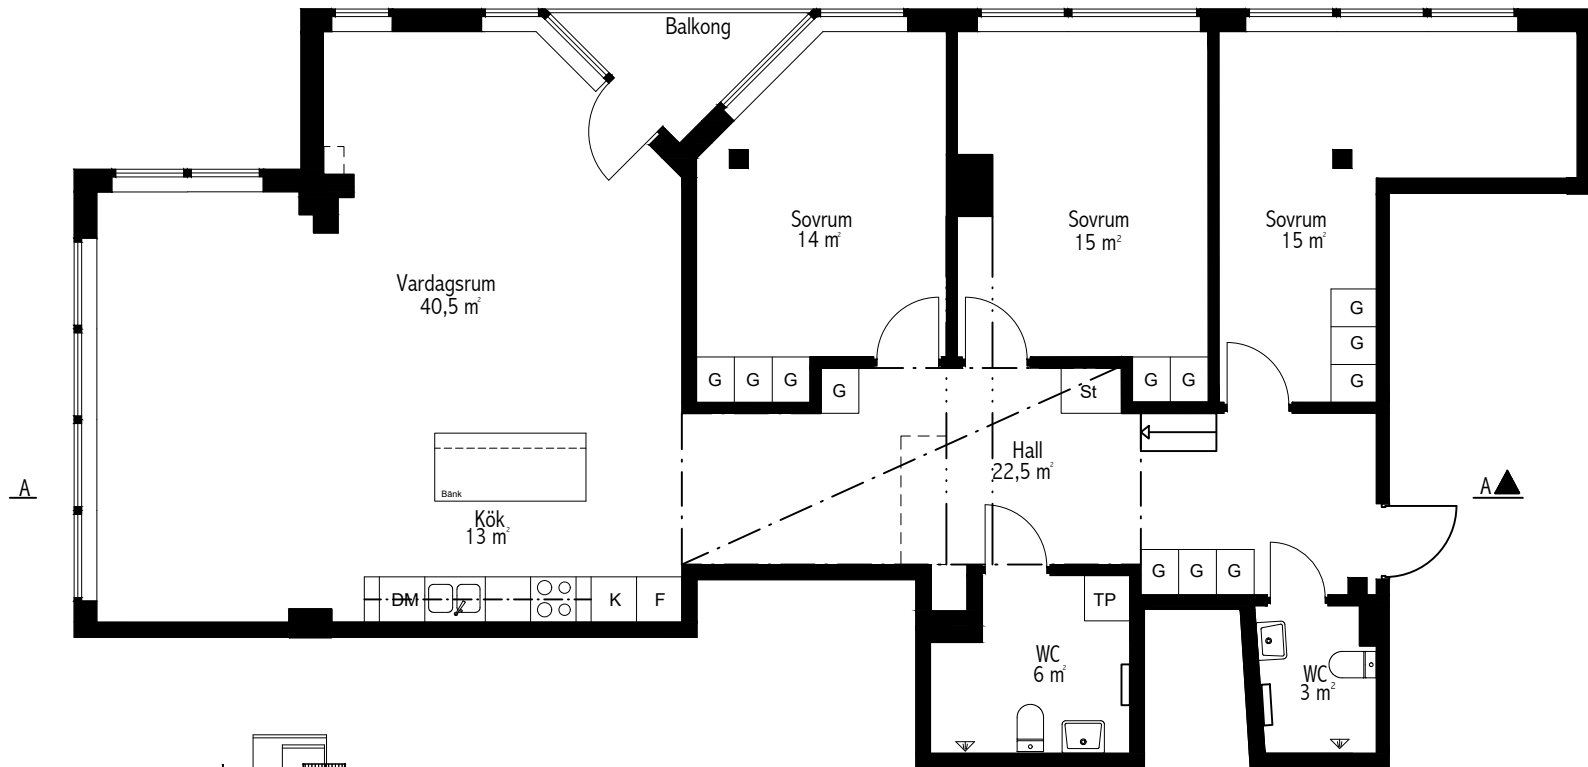 Balkong
Sovrum
14 m²
Sovrum
15 m²
Sovrum
15 m²
Vardagsrum
40,5 m²
G
G
G
G G G
G
St
G G
Hall
22,5 m²
A
A
Bänk
Kök
13 m²
DM
K
F
G G G
TP
WC
6 m²
WC
3 m²